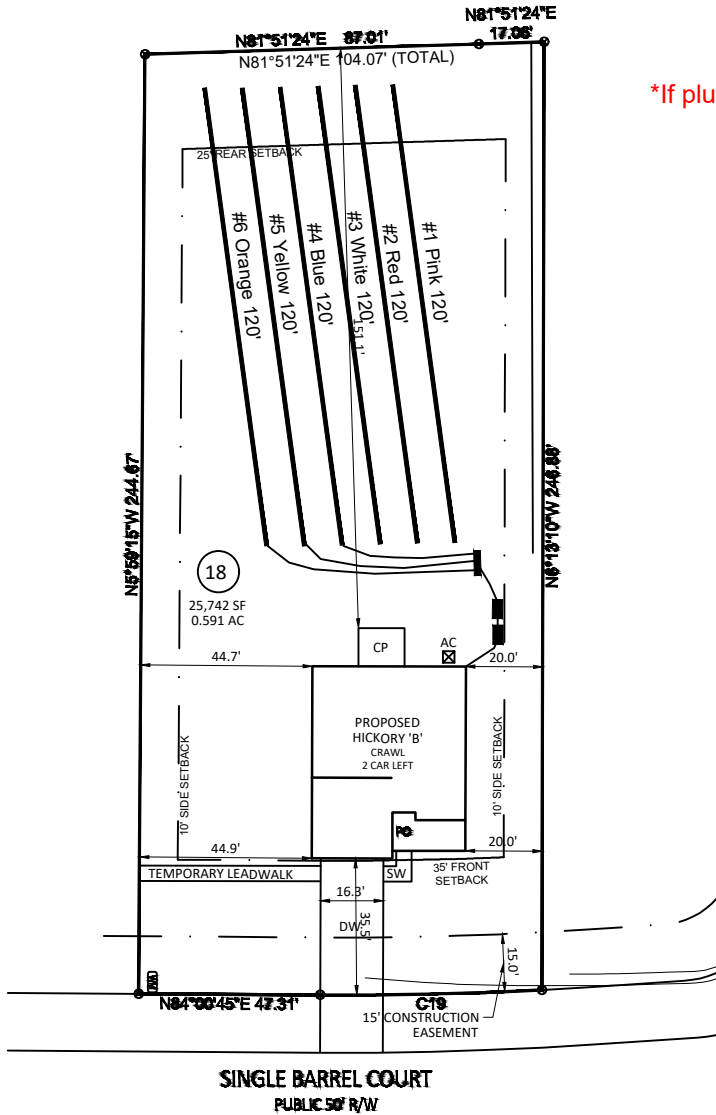 N81°51'24"E
N81°51'24"E 87.01'
17.06'
N81°51'24"E 104.07' (TOTAL)
*If plu
25' REAR SETBACK
#6 Orange 120'
#5 Yellow 120'
#4 Blue 120'
#3 White 120'
#2 Red 120'
#1 Pink 120'
151.1'
N5°59'15"W 244.67'
N6°13'10"W 246.86'
18
25,742 SF
0.591 AC
CP
AC
44.7'
20.0'
PROPOSED
HICKORY 'B'
CRAWL
2 CAR LEFT
10' SIDE SETBACK
10' SIDE SETBACK
PO
44.9'
20.0'
TEMPORARY LEADWALK
SW
35' FRONT
SETBACK
16.3'
DW
35.5'
15.0'
WM
N84°00'45"E 47.31'
C19
15' CONSTRUCTION
EASEMENT
SINGLE BARREL COURT
PUBLIC 50' R/W